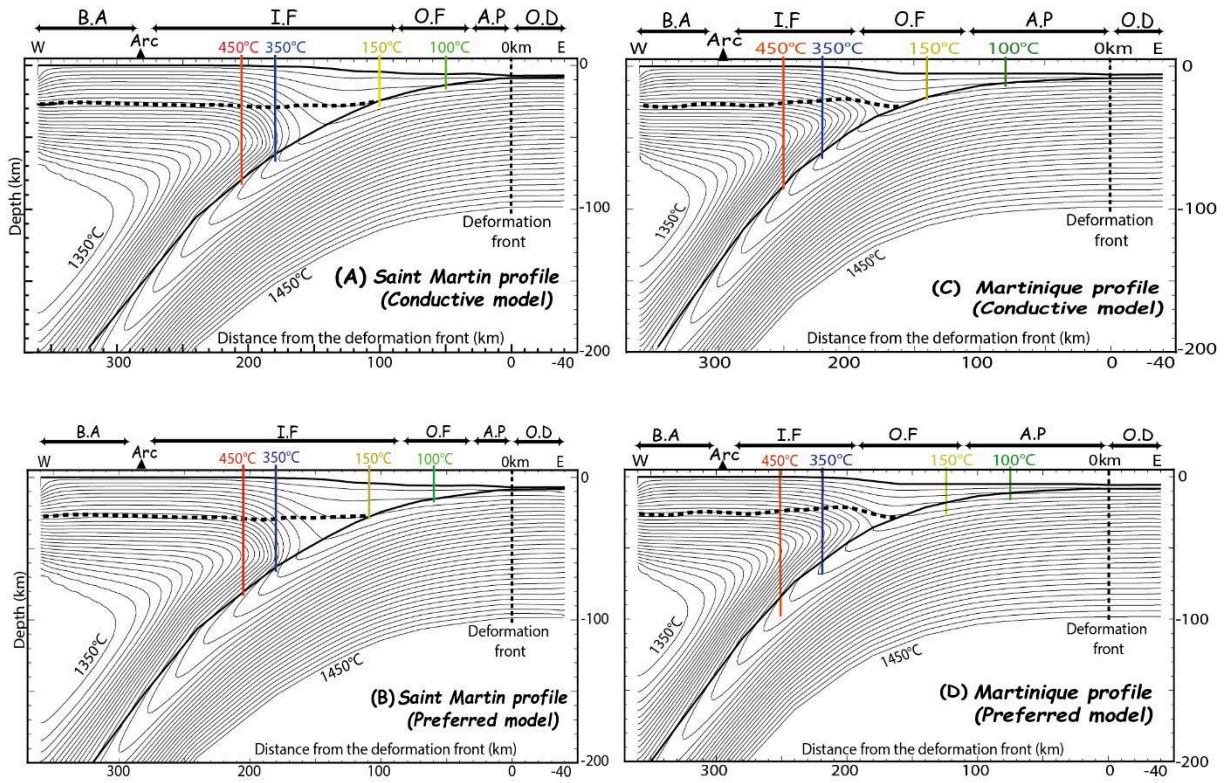 B.A I.F O.F A.P O.D
W Arc 450°C 350°C 150°C 100°C 0km E
0
-100
-200
Depth (km)
1350°C
1450°C
Deformation
front
(A) Saint Martin profile
(Conductive model)
Distance from the deformation front (km)
300 200 100 0 -40
B.A I.F O.F A.P O.D
W Arc 450°C 350°C 150°C 100°C 0km E
0
-100
-200
1350°C
1450°C
Deformation
front
(C) Martinique profile
(Conductive model)
Distance from the deformation front (km)
300 200 100 0 -40
B.A I.F O.F A.P O.D
W Arc 450°C 350°C 150°C 100°C 0km E
0
-100
-200
Depth (km)
1350°C
1450°C
Deformation
front
(B) Saint Martin profile
(Preferred model)
Distance from the deformation front (km)
300 200 100 0 -40
B.A I.F O.F A.P O.D
W Arc 450°C 350°C 150°C 100°C 0km E
0
-100
-200
1350°C
1450°C
Deformation
front
(D) Martinique profile
(Preferred model)
Distance from the deformation front (km)
300 200 100 0 -40